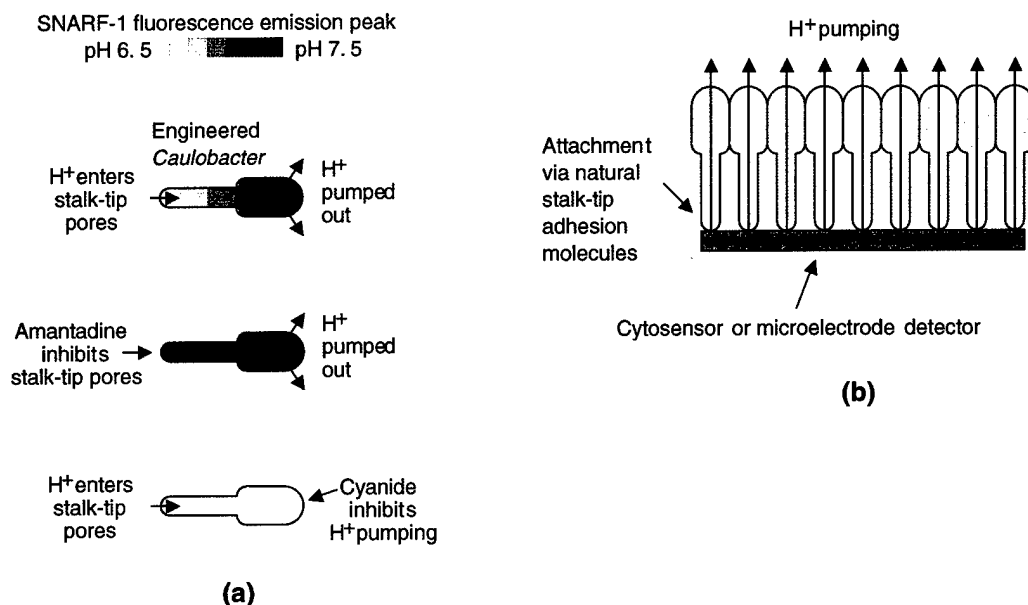 SNARF-1 fluorescence emission peak
pH 6. 5
pH 7.5
Engineered
Caulobacter
H+ enters
stalk-tip
pores
H+
pumped
out
Amantadine
inhibits
stalk-tip pores
H+
pumped
out
H+ enters
stalk-tip
pores
Cyanide
inhibits
H+ pumping
(a)
H+ pumping
Attachment
via natural
stalk-tip
adhesion
molecules
Cytosensor or microelectrode detector
(b)